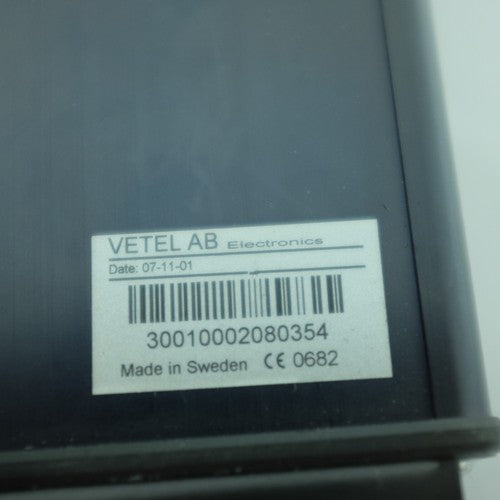 VETEL AB Electronics
Date: 07-11-01
30010002080354
Made in Sweden CE 0682